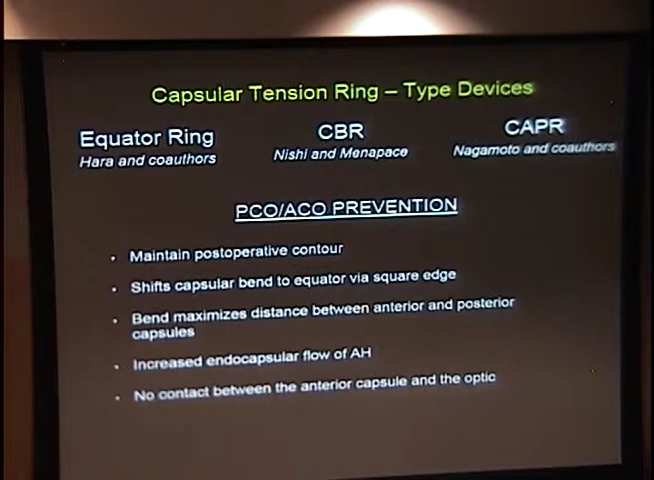 Capsular Tension Ring – Type Devices
Equator Ring
Hara and coauthors
CBR
Nishi and Menapace
CAPR
Nagamoto and coauthors
PCO/ACO PREVENTION
• Maintain postoperative contour
• Shifts capsular bend to equator via square edge
• Bend maximizes distance between anterior and posterior
capsules
• Increased endocapsular flow of AH
• No contact between the anterior capsule and the optic